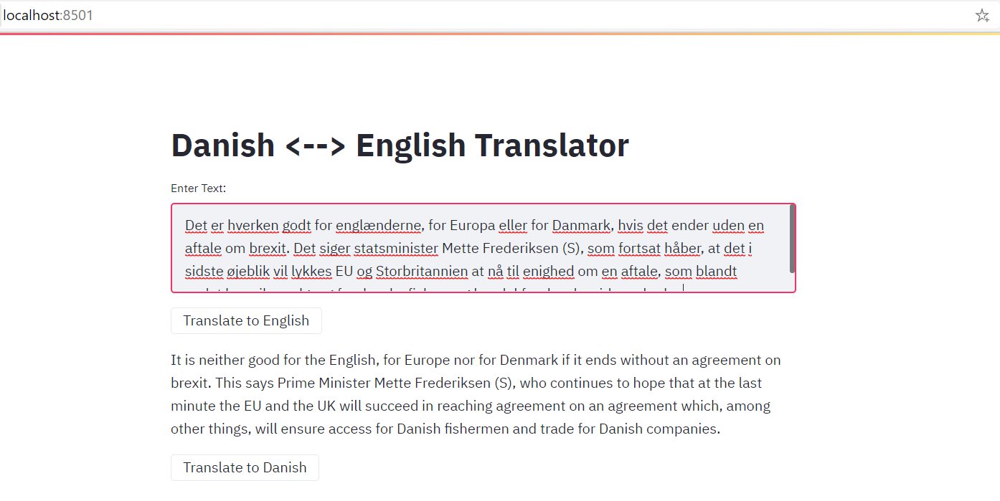 localhost:8501
Danish <--> English Translator
Enter Text:
Det er hverken godt for englænderne, for Europa eller for Danmark, hvis det ender uden en
aftale om brexit. Det siger statsminister Mette Frederiksen (S), som fortsat håber, at det i
sidste øjeblik vil lykkes EU og Storbritannien at nå til enighed om en aftale, som blandt
Translate to English
It is neither good for the English, for Europe nor for Denmark if it ends without an agreement on
brexit. This says Prime Minister Mette Frederiksen (S), who continues to hope that at the last
minute the EU and the UK will succeed in reaching agreement on an agreement which, among
other things, will ensure access for Danish fishermen and trade for Danish companies.
Translate to Danish